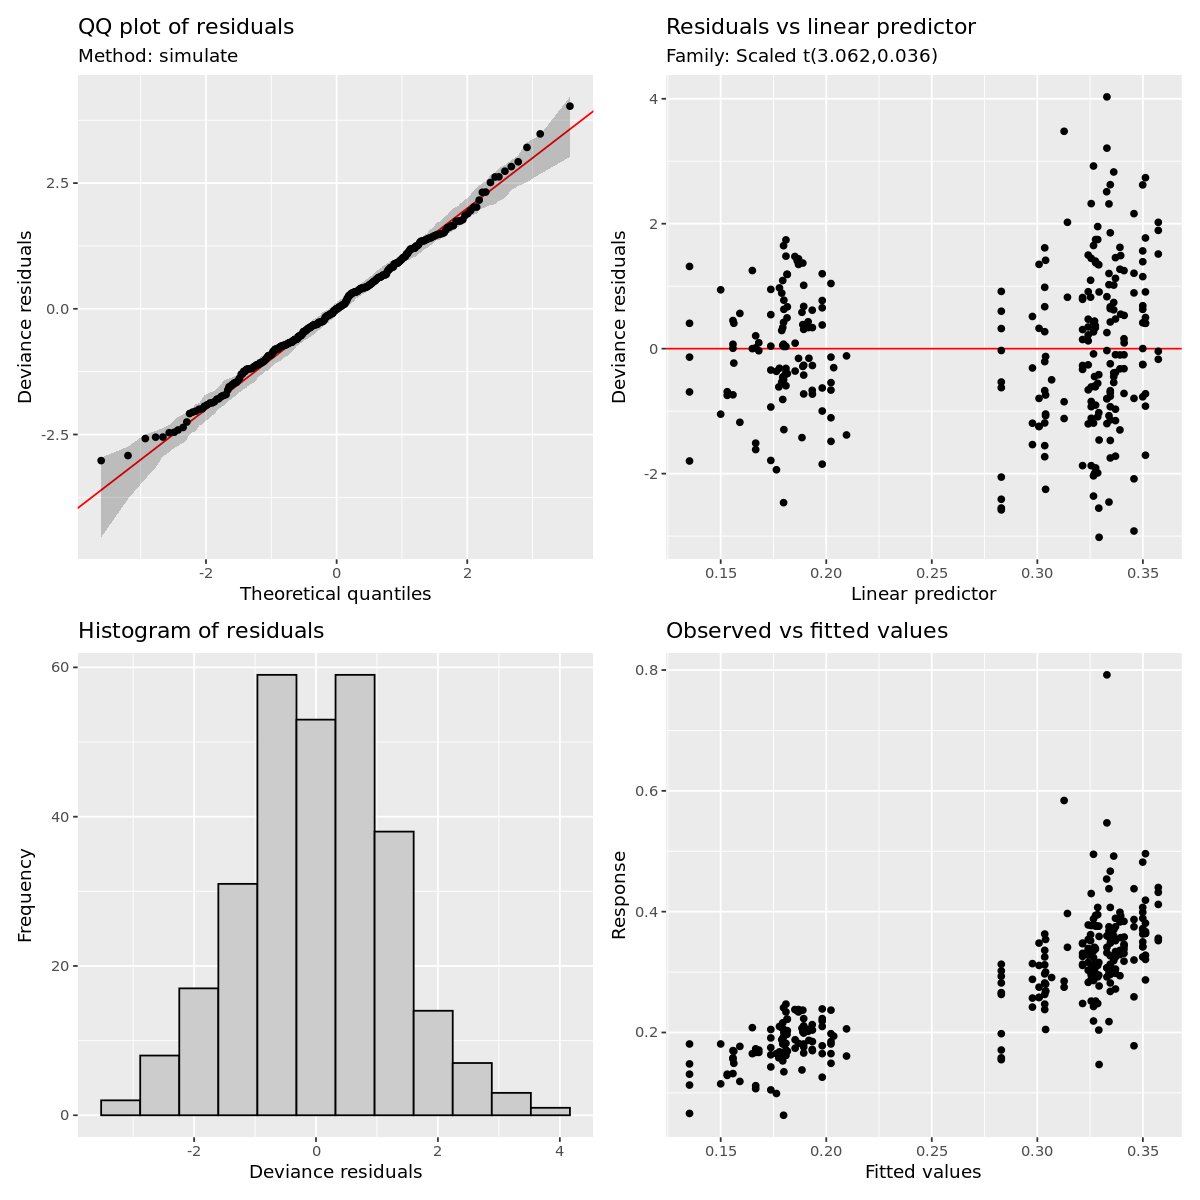 QQ plot of residuals
Method: simulate
Deviance residuals
2.5
0.0
-2.5
-2
0
2
Theoretical quantiles
Residuals vs linear predictor
Family: Scaled t(3.062,0.036)
Deviance residuals
4
2
0
-2
0.15
0.20
0.25
0.30
0.35
Linear predictor
Histogram of residuals
Frequency
60
40
20
0
-2
0
2
4
Deviance residuals
Observed vs fitted values
Response
0.8
0.6
0.4
0.2
0.15
0.20
0.25
0.30
0.35
Fitted values